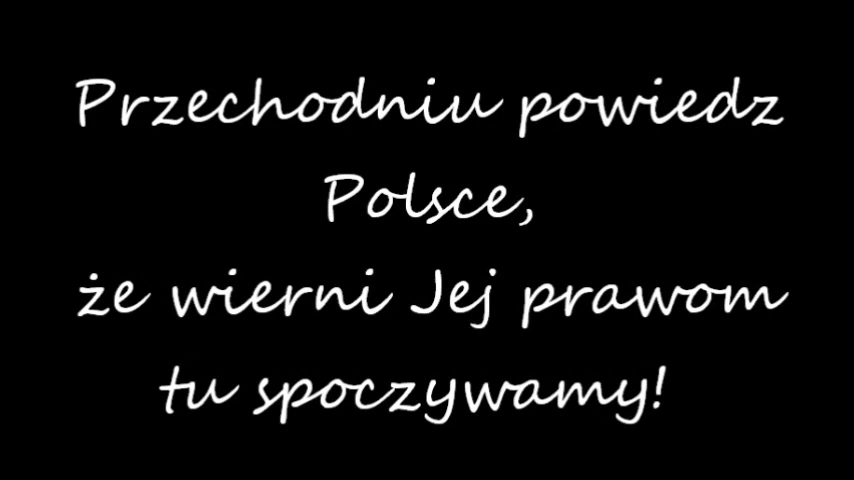 Przechodniu powiedz
Polsce,
że wierni Jej prawom
tu spoczywamy!